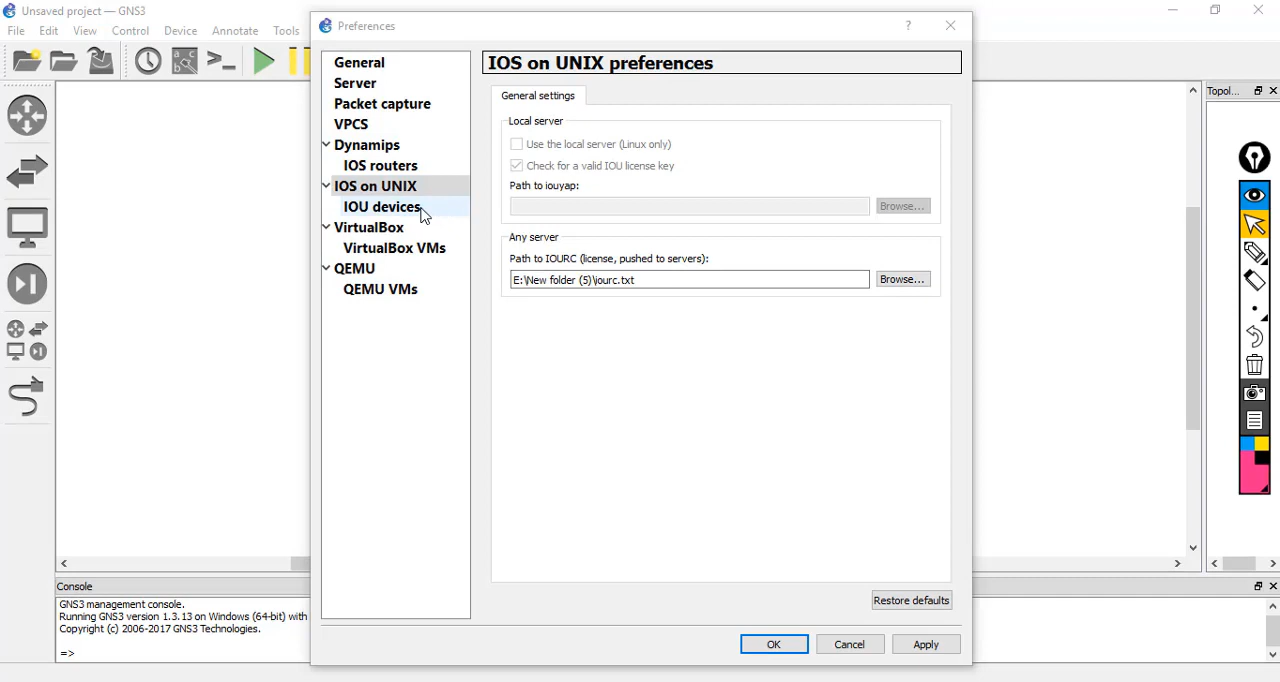 Unsaved project — GNS3
File Edit View Control Device Annotate Tools
Preferences
?
General
Server
Packet capture
VPCS
Dynamips
IOS routers
IOS on UNIX
IOU devices
VirtualBox
VirtualBox VMs
QEMU
QEMU VMs
IOS on UNIX preferences
General settings
Local server
Use the local server (Linux only)
Check for a valid IOU license key
Path to iouyap:
Browse...
Any server
Path to IOURC (license, pushed to servers):
E:\New folder (5)\iourc.txt
Browse...
Restore defaults
OK Cancel Apply
Topol...
Console
GNS3 management console.
Running GNS3 version 1.3.13 on Windows (64-bit) with
Copyright (c) 2006-2017 GNS3 Technologies.
=>